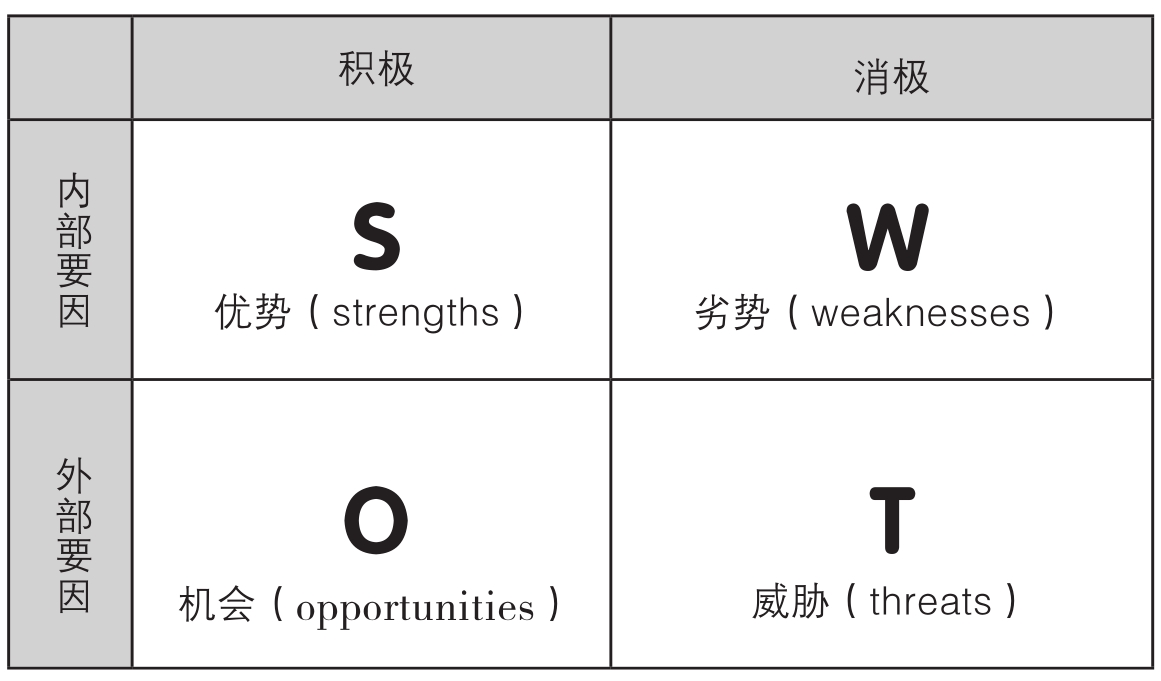 积极
消极
内部要因
S
优势（strengths）
W
劣势（weaknesses）
外部要因
O
机会（opportunities）
T
威胁（threats）